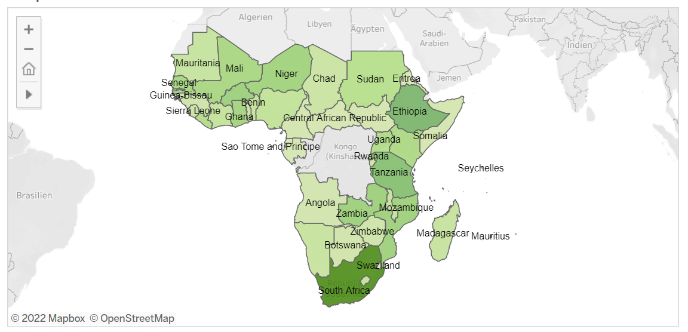 Algerien
Libyen
Ägypten
Saudi-
Arabien
Pakistan
Indien
Jemen
Mauritania
Mali
Niger
Chad
Sudan
Eritrea
Senegal
Guinea-Bissau
Benin
Sierra Leone
Ghana
Central African Republic
Ethiopia
Somalia
Uganda
Sao Tome and Principe
Kongo
(Kinshasa)
Rwanda
Tanzania
Seychelles
Brasilien
Angola
Zambia
Mozambique
Zimbabwe
Madagascar
Mauritius
Botswana
Swaziland
South Africa
© 2022 Mapbox © OpenStreetMap